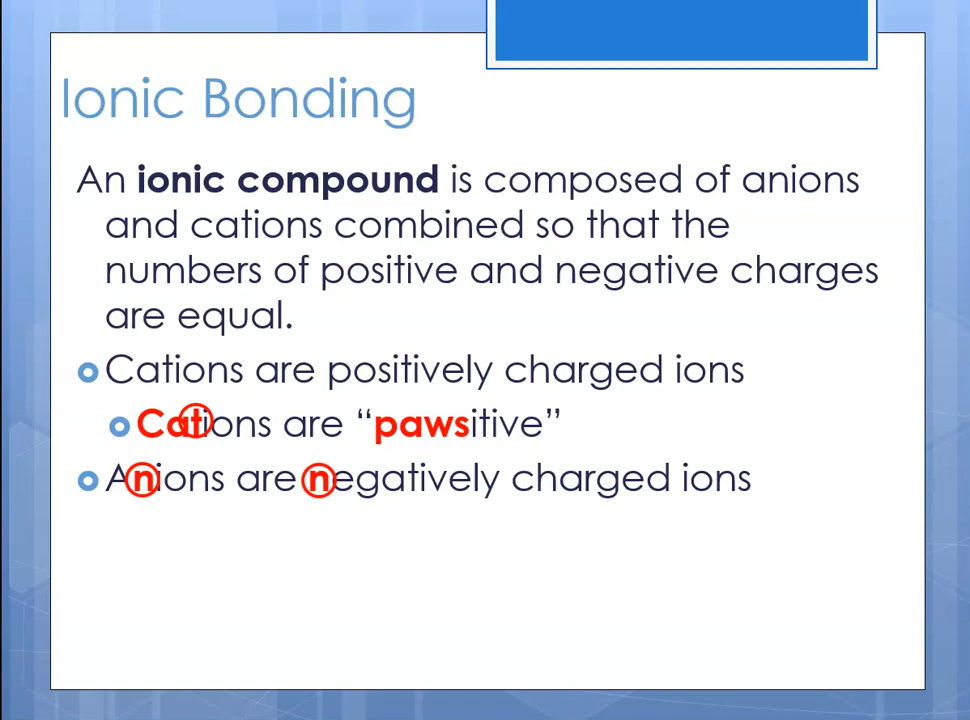 Ionic Bonding
An ionic compound is composed of anions
and cations combined so that the
numbers of positive and negative charges
are equal.
Cations are positively charged ions
Cations are “pawsitive”
Anions are negatively charged ions